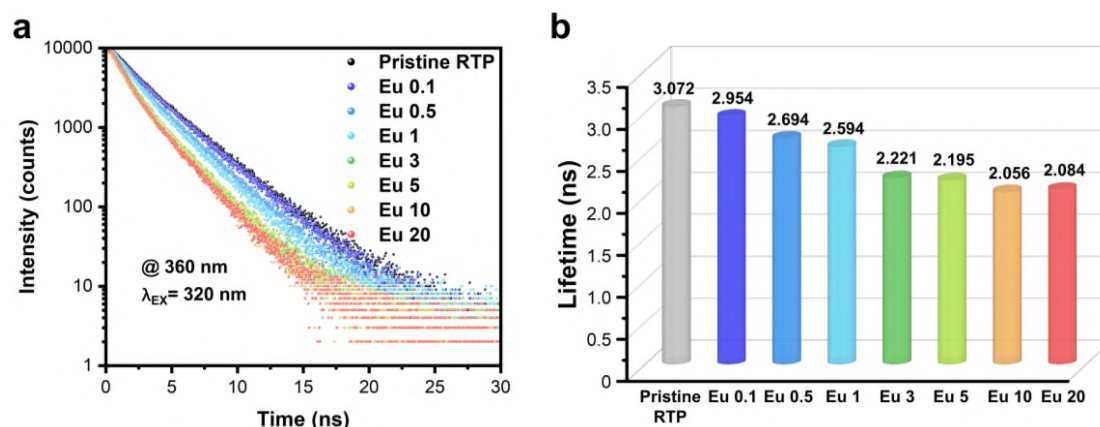 a
10000
1000
100
10
1
Intensity (counts)
Pristine RTP
Eu 0.1
Eu 0.5
Eu 1
Eu 3
Eu 5
Eu 10
Eu 20
@ 360 nm
λEX= 320 nm
0 5 10 15 20 25 30
Time (ns)
b
3.5
3.0
2.5
2.0
1.5
1.0
0.5
0
Lifetime (ns)
3.072
2.954
2.694
2.594
2.221
2.195
2.056
2.084
Pristine
RTP
Eu 0.1
Eu 0.5
Eu 1
Eu 3
Eu 5
Eu 10
Eu 20